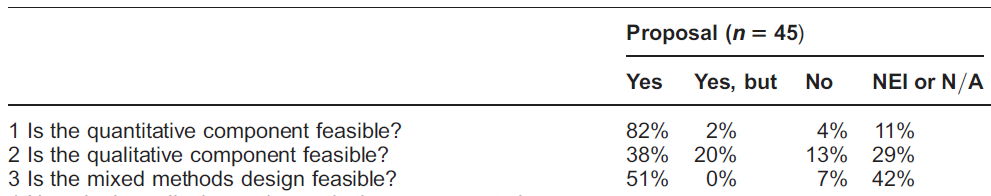 Proposal (n = 45)
Yes Yes, but No NEI or N/A
1 Is the quantitative component feasible? 82% 2% 4% 11%
2 Is the qualitative component feasible? 38% 20% 13% 29%
3 Is the mixed methods design feasible? 51% 0% 7% 42%